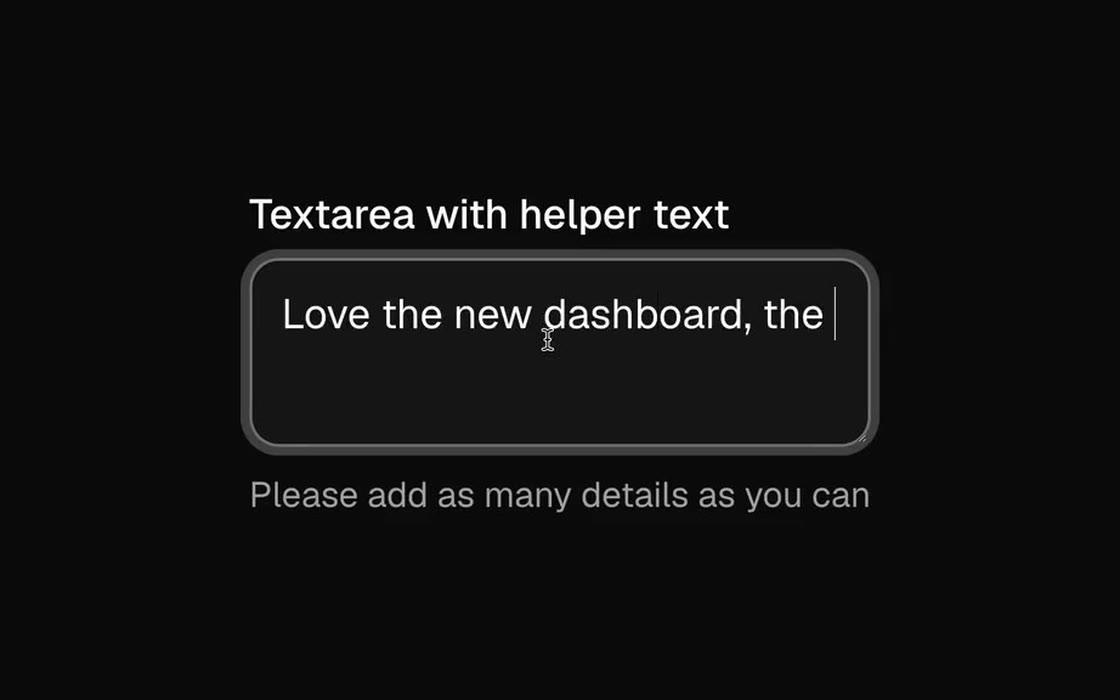 Textarea with helper text
Love the new dashboard, the
Please add as many details as you can